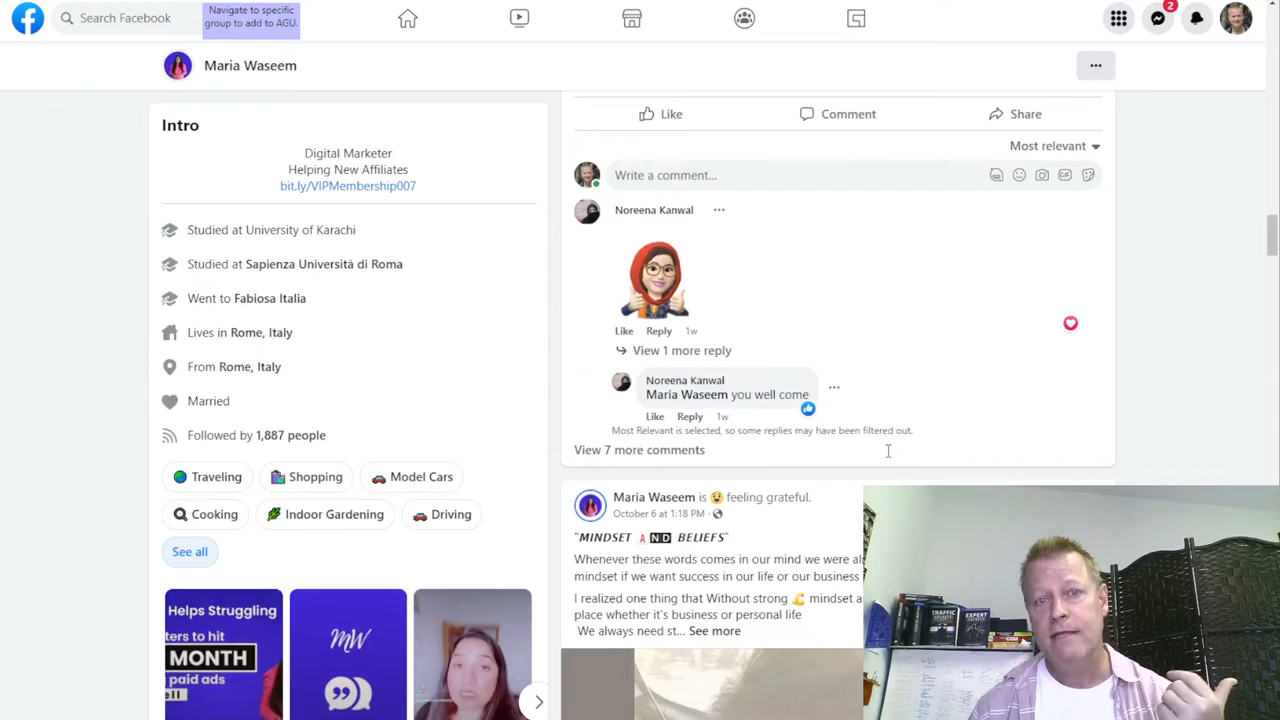 Search Facebook
Navigate to specific
group to add to AGU.
2
Maria Waseem
Intro
Digital Marketer
Helping New Affiliates
bit.ly/VIPMembership007
Studied at University of Karachi
Studied at Sapienza Università di Roma
Went to Fabiosa Italia
Lives in Rome, Italy
From Rome, Italy
Married
Followed by 1,887 people
Traveling
Shopping
Model Cars
Cooking
Indoor Gardening
Driving
See all
Helps Struggling
ters to hit
MONTH
paid ads
ell
MW
Like
Comment
Share
Most relevant
Write a comment...
GIF
Noreena Kanwal
Like Reply 1w
View 1 more reply
Noreena Kanwal
Maria Waseem you well come
Like Reply 1w
Most Relevant is selected, so some replies may have been filtered out.
View 7 more comments
Maria Waseem is 😉 feeling grateful.
October 6 at 1:18 PM
"MINDSET AND BELIEFS"
Whenever these words comes in our mind we were al
mindset if we want success in our life or our business
I realized one thing that Without strong 💪 mindset a
place whether it's business or personal life
We always need st... See more
TRAFFIC
SECRETS
EXPERT
SECRETS